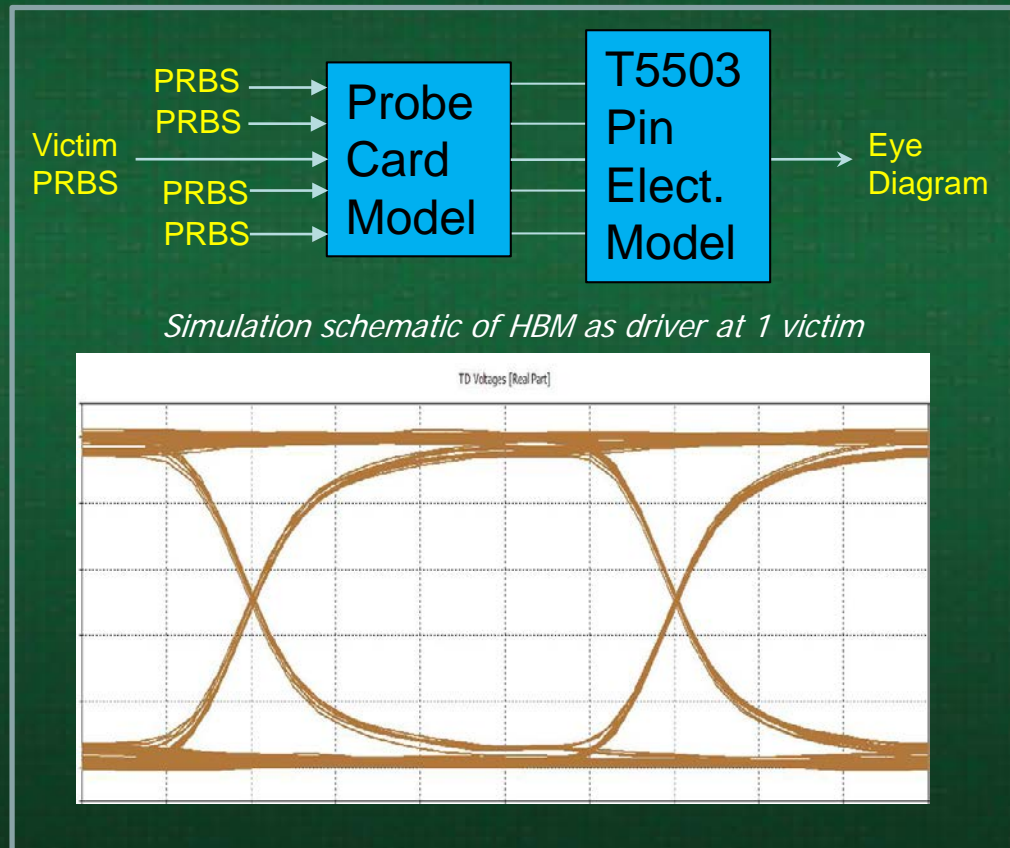 PRBS
PRBS
Victim
PRBS
PRBS
PRBS
Probe
Card
Model
T5503
Pin
Elect.
Model
Eye
Diagram
Simulation schematic of HBM as driver at 1 victim
TD Voltages [Real Part]